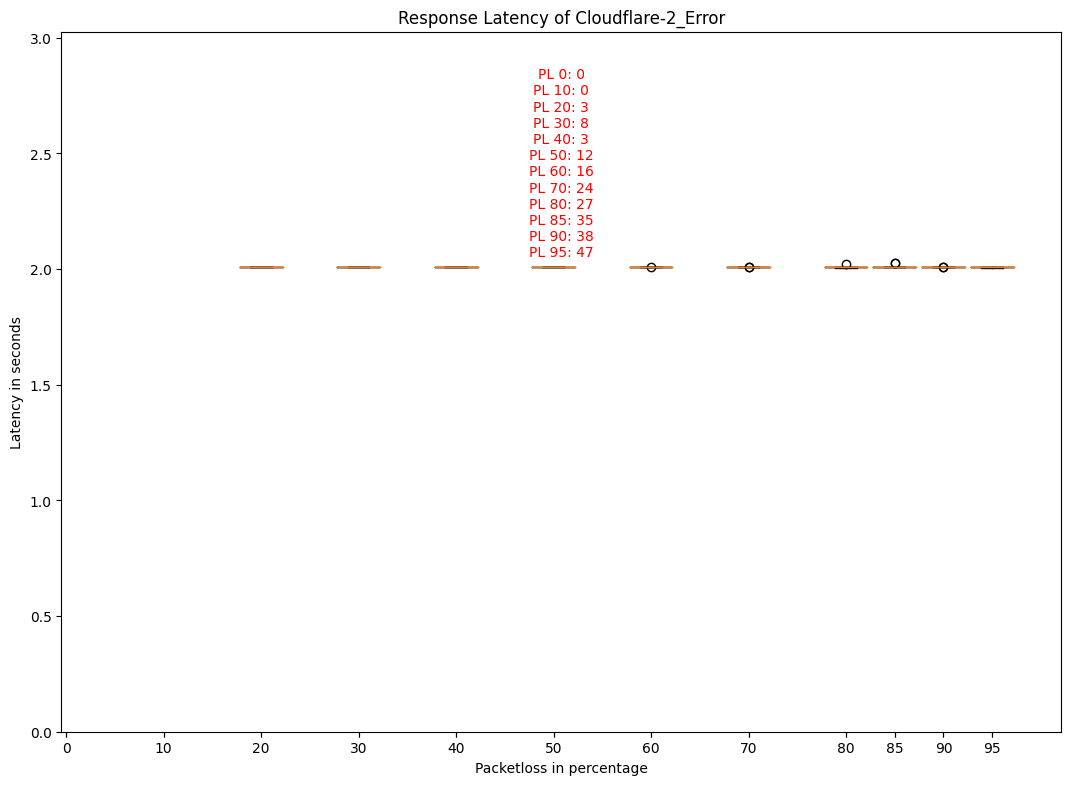 Response Latency of Cloudflare-2_Error
3.0
PL 0: 0
PL 10: 0
PL 20: 3
PL 30: 8
PL 40: 3
2.5
PL 50: 12
PL 60: 16
PL 70: 24
PL 80: 27
PL 85: 35
PL 90: 38
PL 95: 47
2.0
1.5
1.0
0.5
0.0
Latency in seconds
0 10 20 30 40 50 60 70 80 85 90 95
Packetloss in percentage